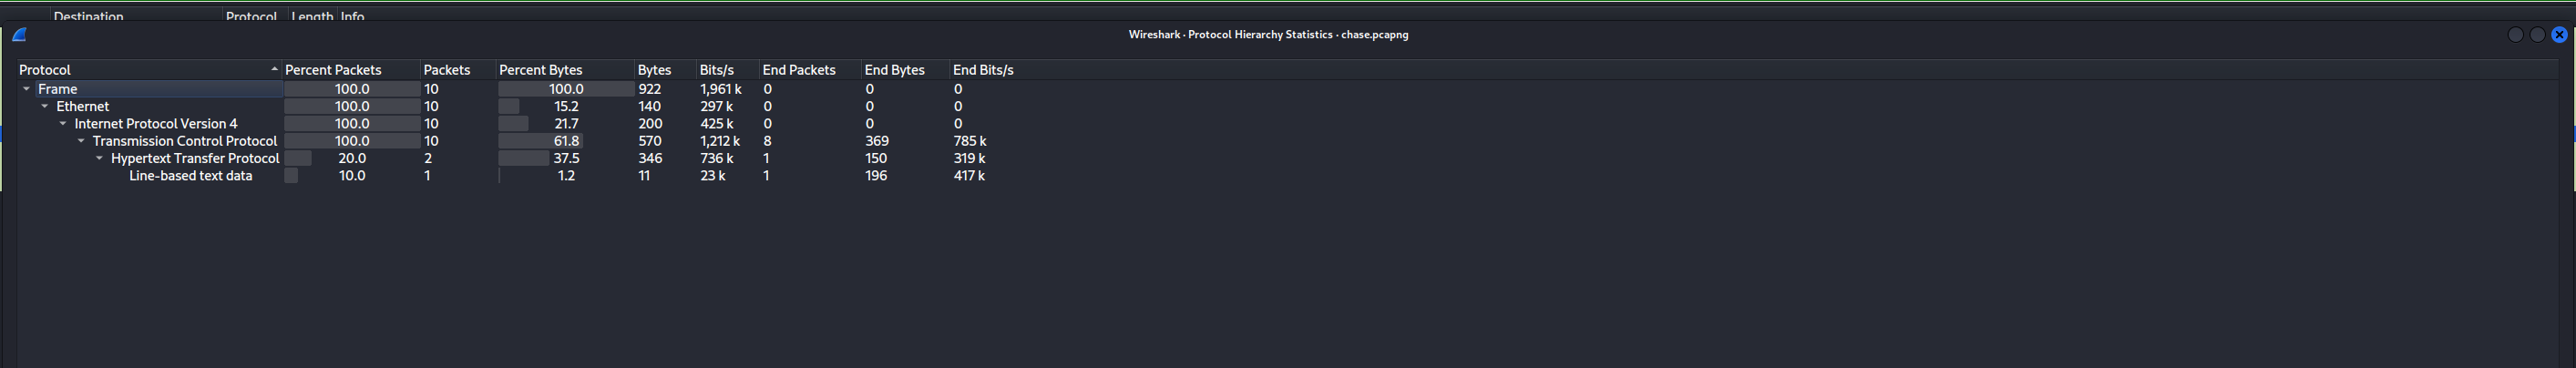 Destination Protocol Length Info
Wireshark · Protocol Hierarchy Statistics · chase.pcapng
Protocol Percent Packets Packets Percent Bytes Bytes Bits/s End Packets End Bytes End Bits/s
Frame 100.0 10 100.0 922 1,961 k 0 0 0
Ethernet 100.0 10 15.2 140 297 k 0 0 0
Internet Protocol Version 4 100.0 10 21.7 200 425 k 0 0 0
Transmission Control Protocol 100.0 10 61.8 570 1,212 k 8 369 785 k
Hypertext Transfer Protocol 20.0 2 37.5 346 736 k 1 150 319 k
Line-based text data 10.0 1 1.2 11 23 k 1 196 417 k